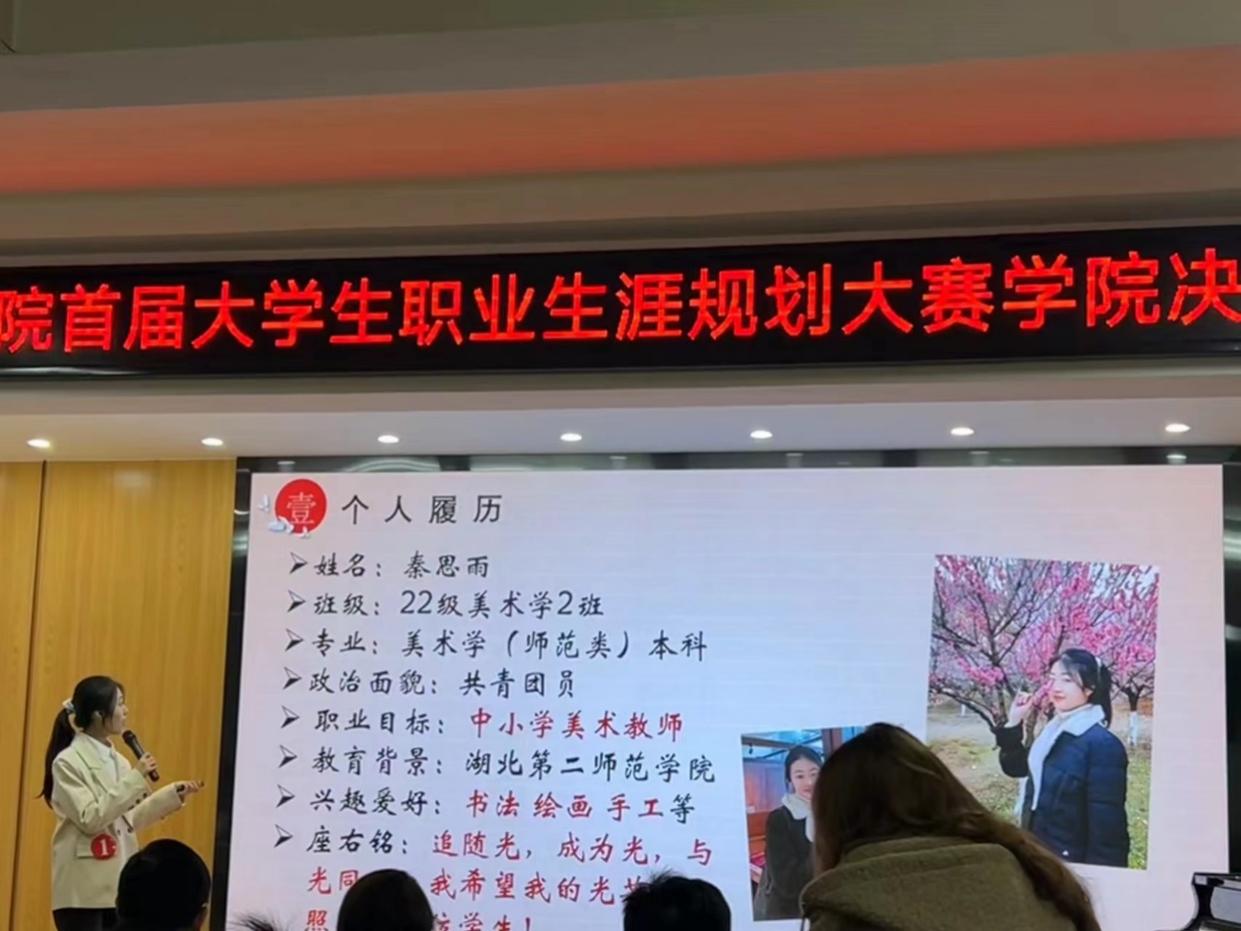 院首届大学生职业生涯规划大赛学院决
壹 个人履历
➢姓名：秦思雨
➢班级：22级美术学2班
➢专业：美术学（师范类）本科
➢政治面貌：共青团员
➢职业目标：中小学美术教师
➢教育背景：湖北第二师范学院
➢兴趣爱好：书法 绘画 手工等
➢座右铭：追随光，成为光，与
光同 我希望我的光
照 学生！
1